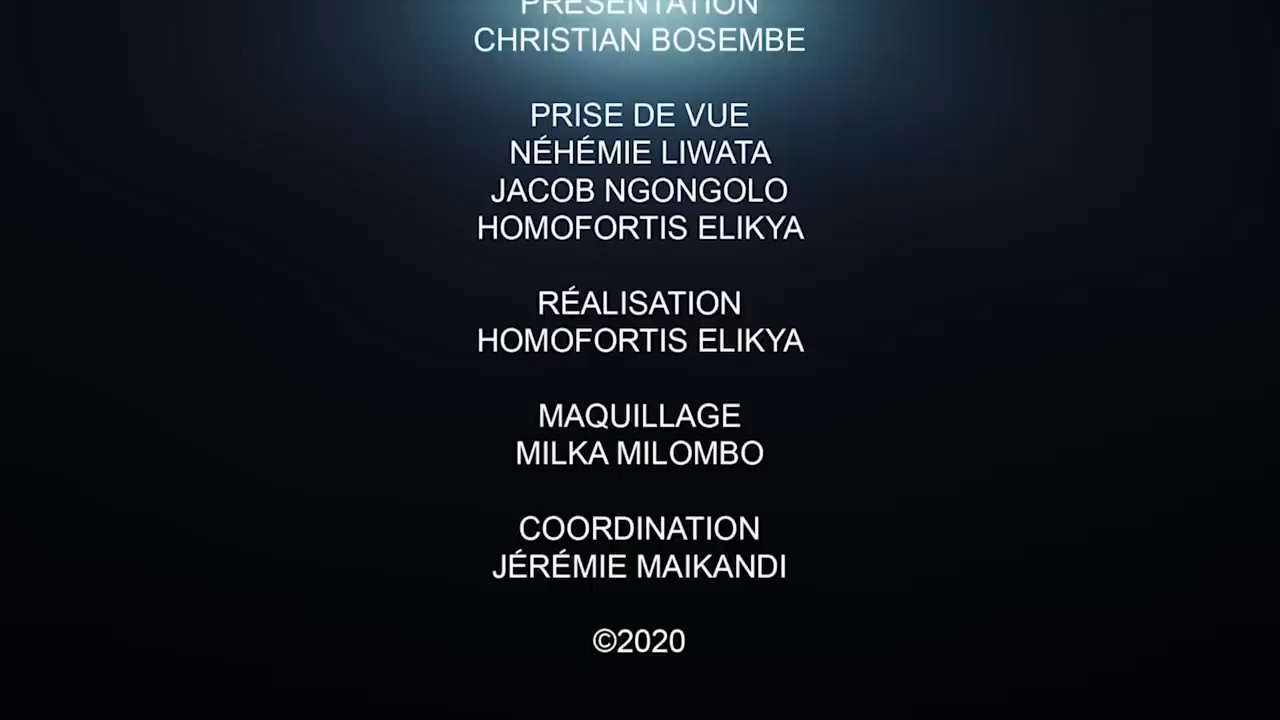 PRÉSENTATION
CHRISTIAN BOSEMBE
PRISE DE VUE
NÉHÉMIE LIWATA
JACOB NGONGOLO
HOMOFORTIS ELIKYA
RÉALISATION
HOMOFORTIS ELIKYA
MAQUILLAGE
MILKA MILOMBO
COORDINATION
JÉRÉMIE MAIKANDI
©2020